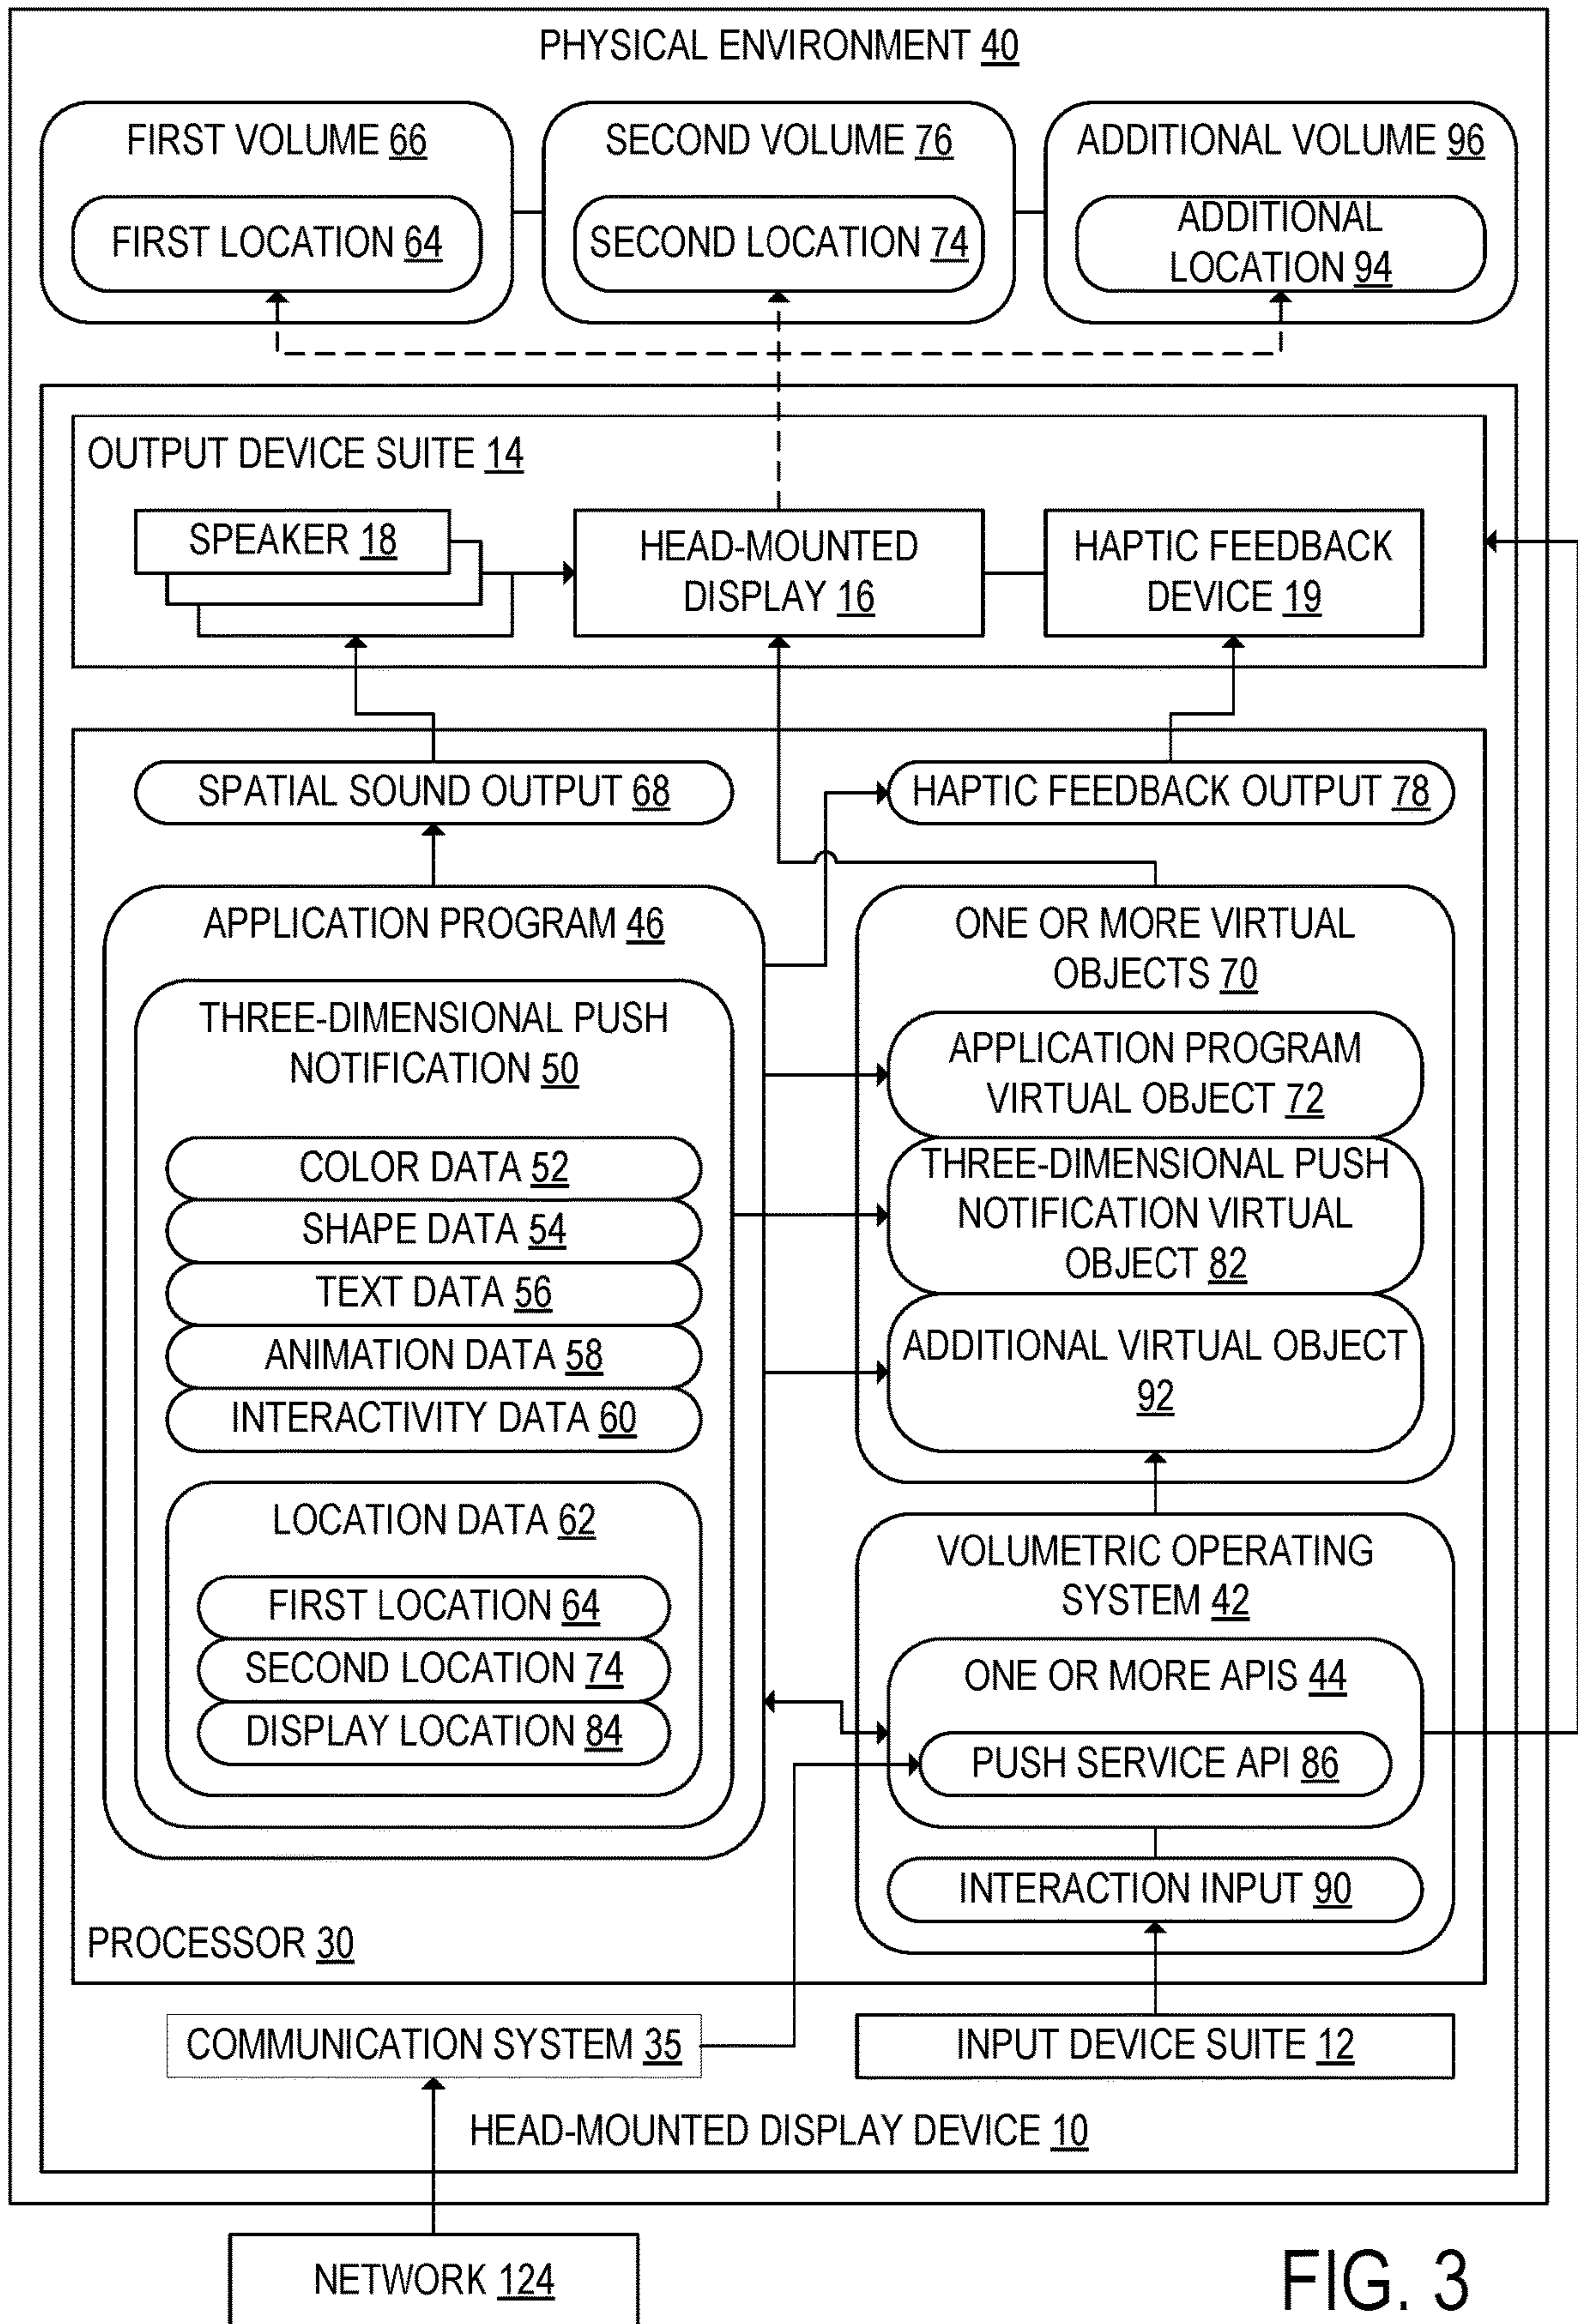 PHYSICAL ENVIRONMENT 40
FIRST VOLUME 66
FIRST LOCATION 64
SECOND VOLUME 76
SECOND LOCATION 74
ADDITIONAL VOLUME 96
ADDITIONAL
LOCATION 94
OUTPUT DEVICE SUITE 14
SPEAKER 18
HEAD-MOUNTED
DISPLAY 16
HAPTIC FEEDBACK
DEVICE 19
SPATIAL SOUND OUTPUT 68
HAPTIC FEEDBACK OUTPUT 78
APPLICATION PROGRAM 46
THREE-DIMENSIONAL PUSH
NOTIFICATION 50
COLOR DATA 52
SHAPE DATA 54
TEXT DATA 56
ANIMATION DATA 58
INTERACTIVITY DATA 60
LOCATION DATA 62
FIRST LOCATION 64
SECOND LOCATION 74
DISPLAY LOCATION 84
ONE OR MORE VIRTUAL
OBJECTS 70
APPLICATION PROGRAM
VIRTUAL OBJECT 72
THREE-DIMENSIONAL PUSH
NOTIFICATION VIRTUAL
OBJECT 82
ADDITIONAL VIRTUAL OBJECT
92
VOLUMETRIC OPERATING
SYSTEM 42
ONE OR MORE APIS 44
PUSH SERVICE API 86
INTERACTION INPUT 90
PROCESSOR 30
COMMUNICATION SYSTEM 35
INPUT DEVICE SUITE 12
HEAD-MOUNTED DISPLAY DEVICE 10
NETWORK 124
FIG. 3